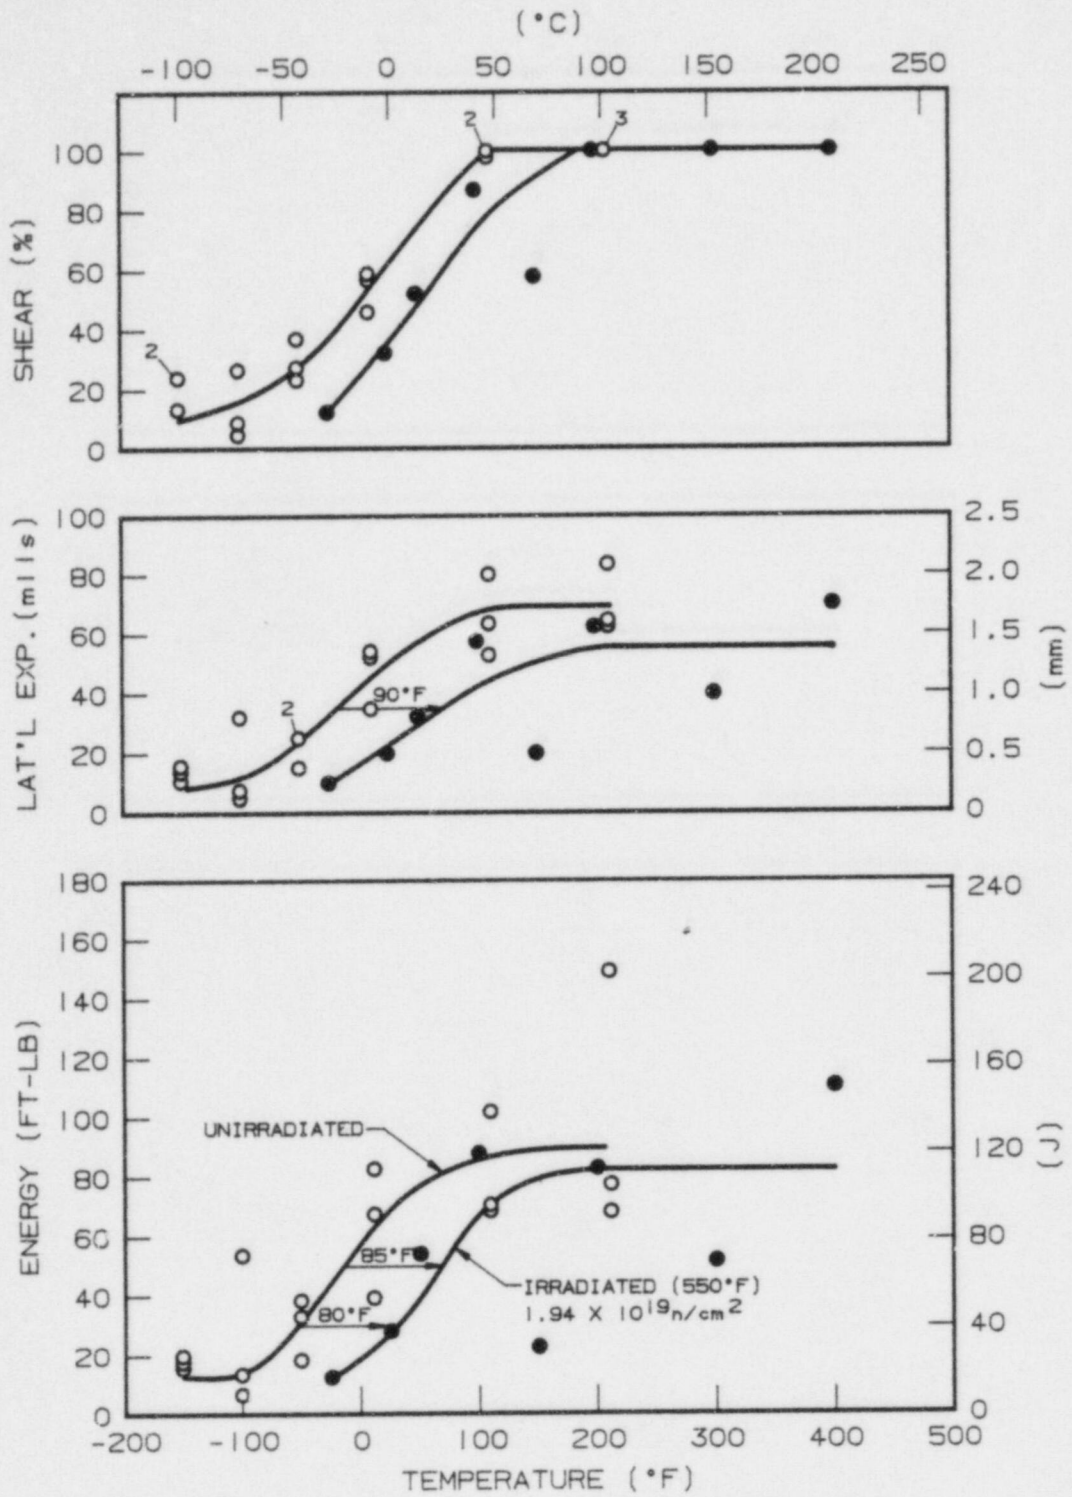 (°C)
-100 -50 0 50 100 150 200 250
SHEAR (%)
100
80
60
40
20
0
2
2
3
LAT'L EXP. (mils)
100
80
60
40
20
0
2
90°F
2.5
2.0
1.5
1.0
0.5
0
(mm)
ENERGY (FT-LB)
180
160
140
120
100
80
60
40
20
0
UNIRRADIATED
85°F
80°F
IRRADIATED (550°F)
1.94 X 10¹⁹n/cm²
240
200
160
120
80
40
0
(J)
-200 -100 0 100 200 300 400 500
TEMPERATURE (°F)